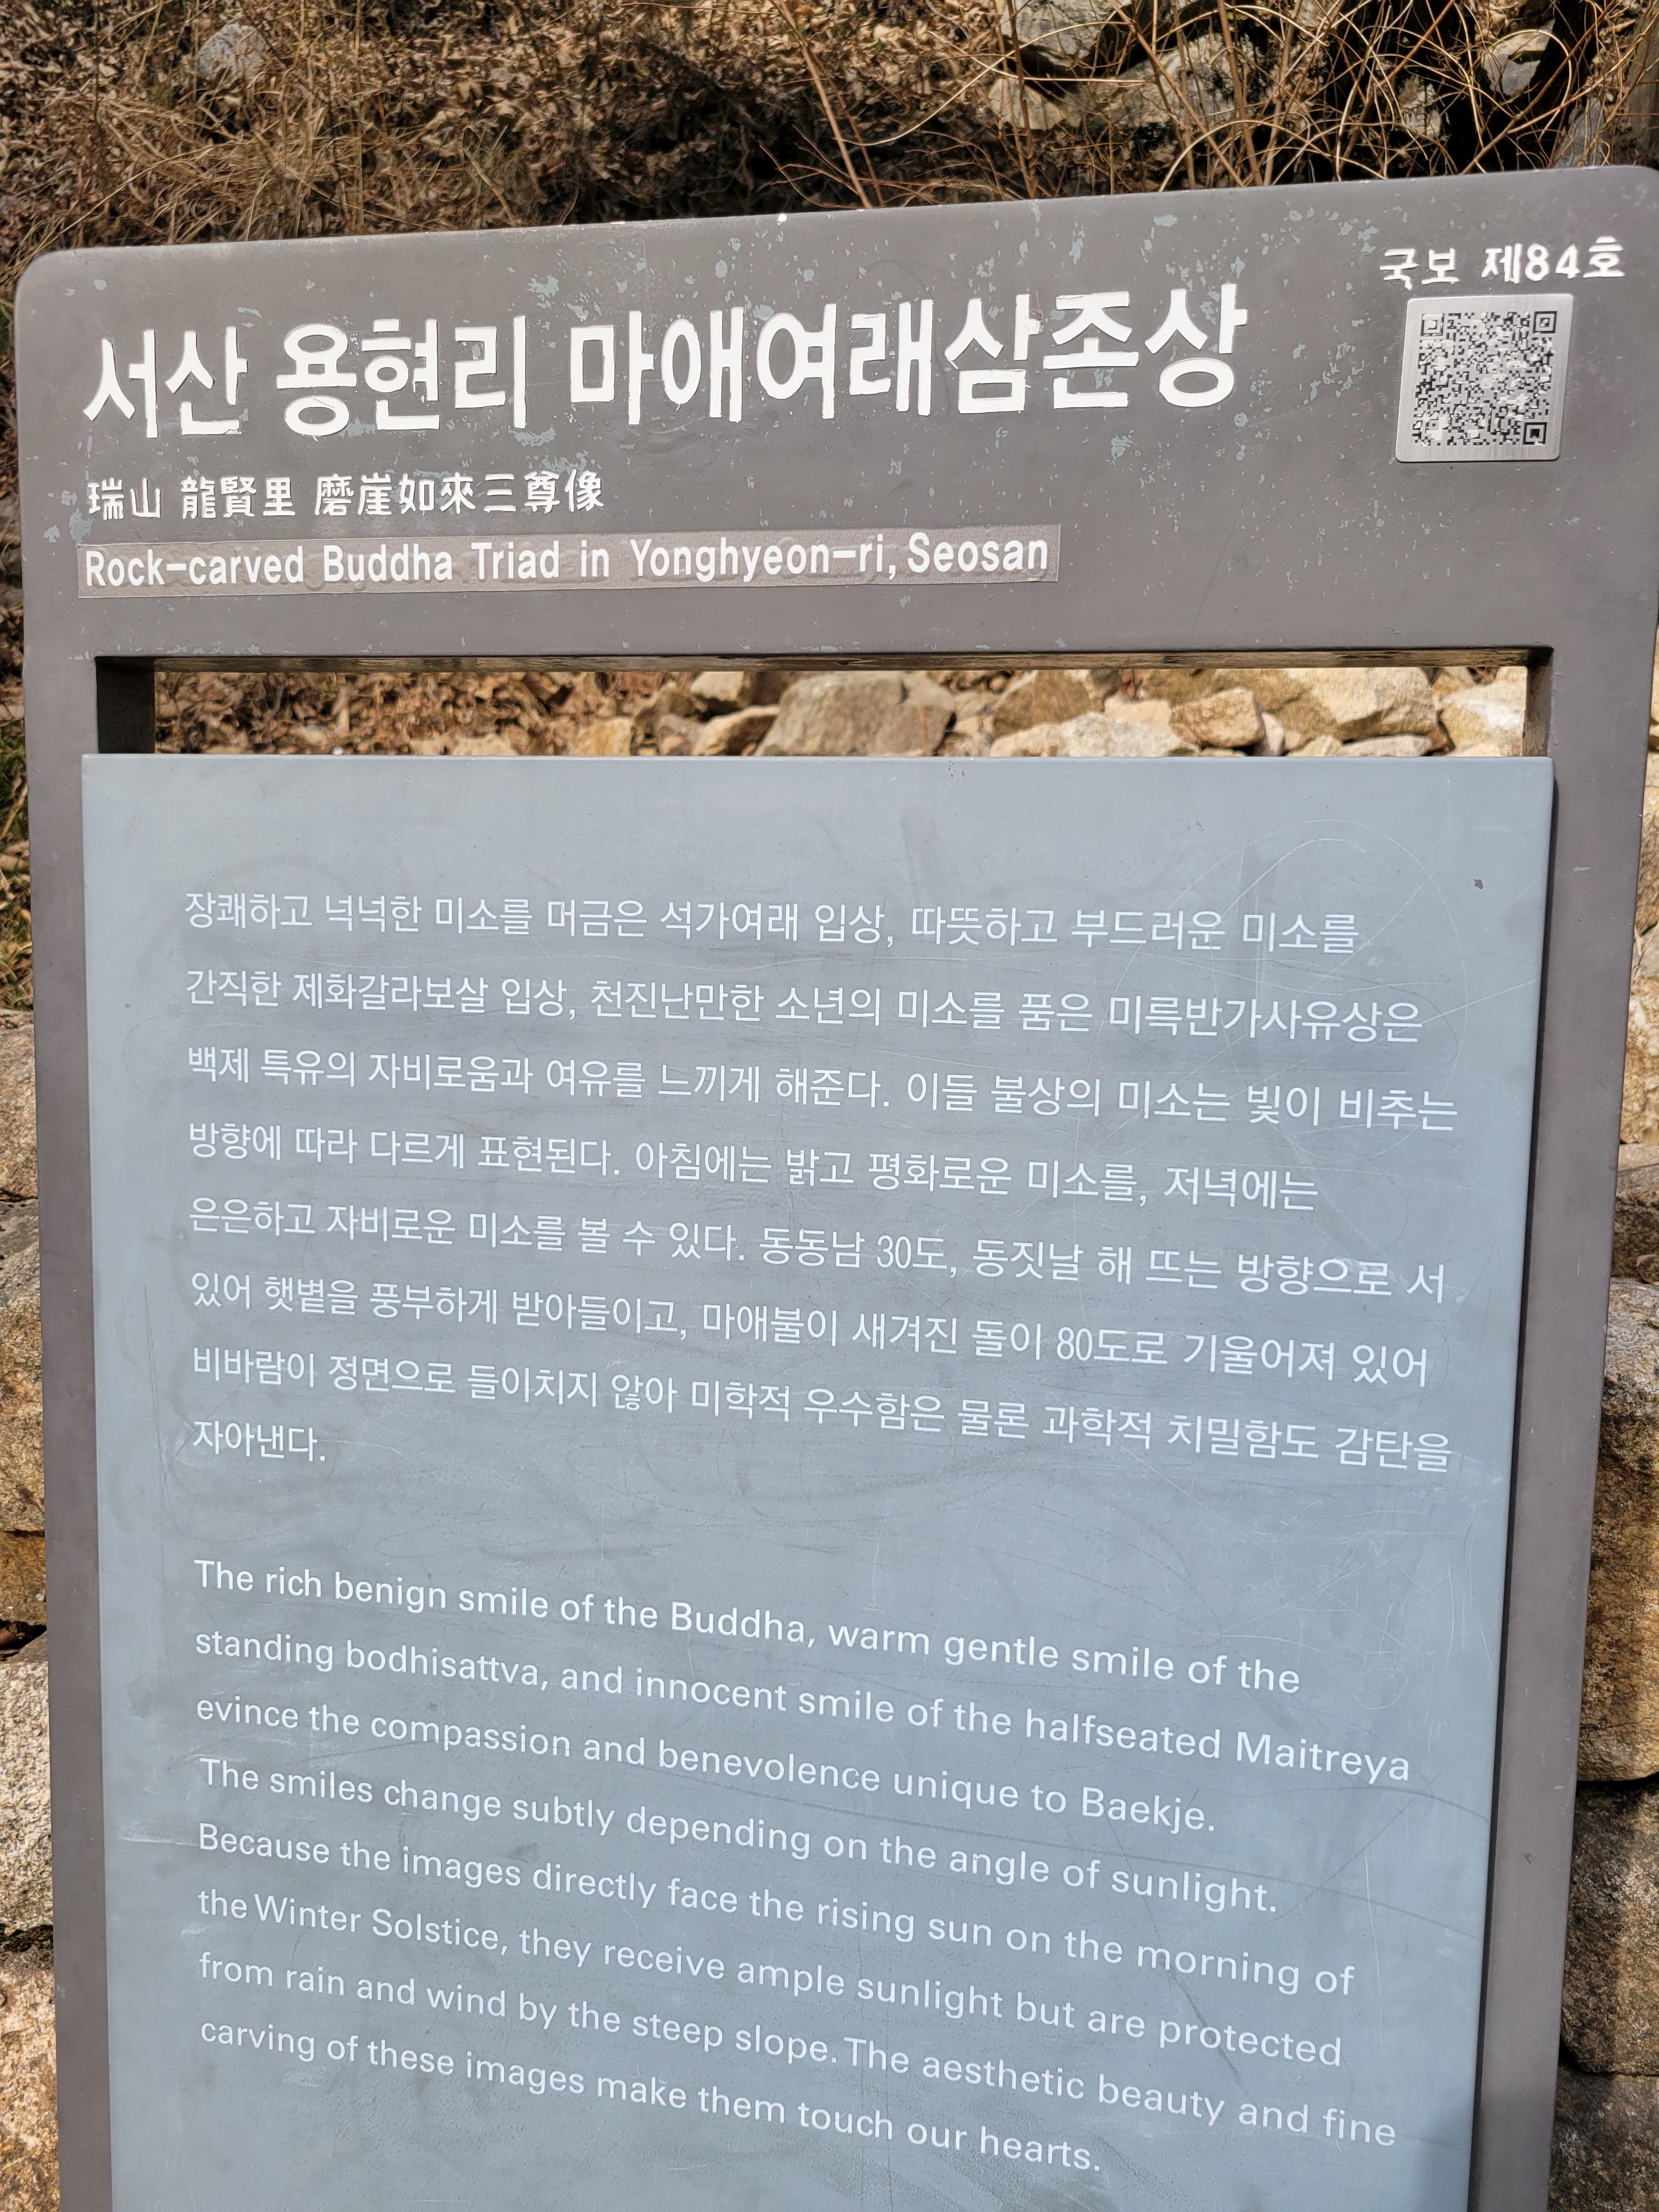 국보 제84호
서산 용현리 마애여래삼존상
瑞山 龍賢里 磨崖如來三尊像
Rock-carved Buddha Triad in Yonghyeon-ri, Seosan
장쾌하고 넉넉한 미소를 머금은 석가여래 입상, 따뜻하고 부드러운 미소를
간직한 제화갈라보살 입상, 천진난만한 소년의 미소를 품은 미륵반가사유상은
백제 특유의 자비로움과 여유를 느끼게 해준다. 이들 불상의 미소는 빛이 비추는
방향에 따라 다르게 표현된다. 아침에는 밝고 평화로운 미소를, 저녁에는
은은하고 자비로운 미소를 볼 수 있다. 동동남 30도, 동짓날 해 뜨는 방향으로 서
있어 햇볕을 풍부하게 받아들이고, 마애불이 새겨진 돌이 80도로 기울어져 있어
비바람이 정면으로 들이치지 않아 미학적 우수함은 물론 과학적 치밀함도 감탄을
자아낸다.
The rich benign smile of the Buddha, warm gentle smile of the
standing bodhisattva, and innocent smile of the halfseated Maitreya
evince the compassion and benevolence unique to Baekje.
The smiles change subtly depending on the angle of sunlight.
Because the images directly face the rising sun on the morning of
the Winter Solstice, they receive ample sunlight but are protected
from rain and wind by the steep slope. The aesthetic beauty and fine
carving of these images make them touch our hearts.